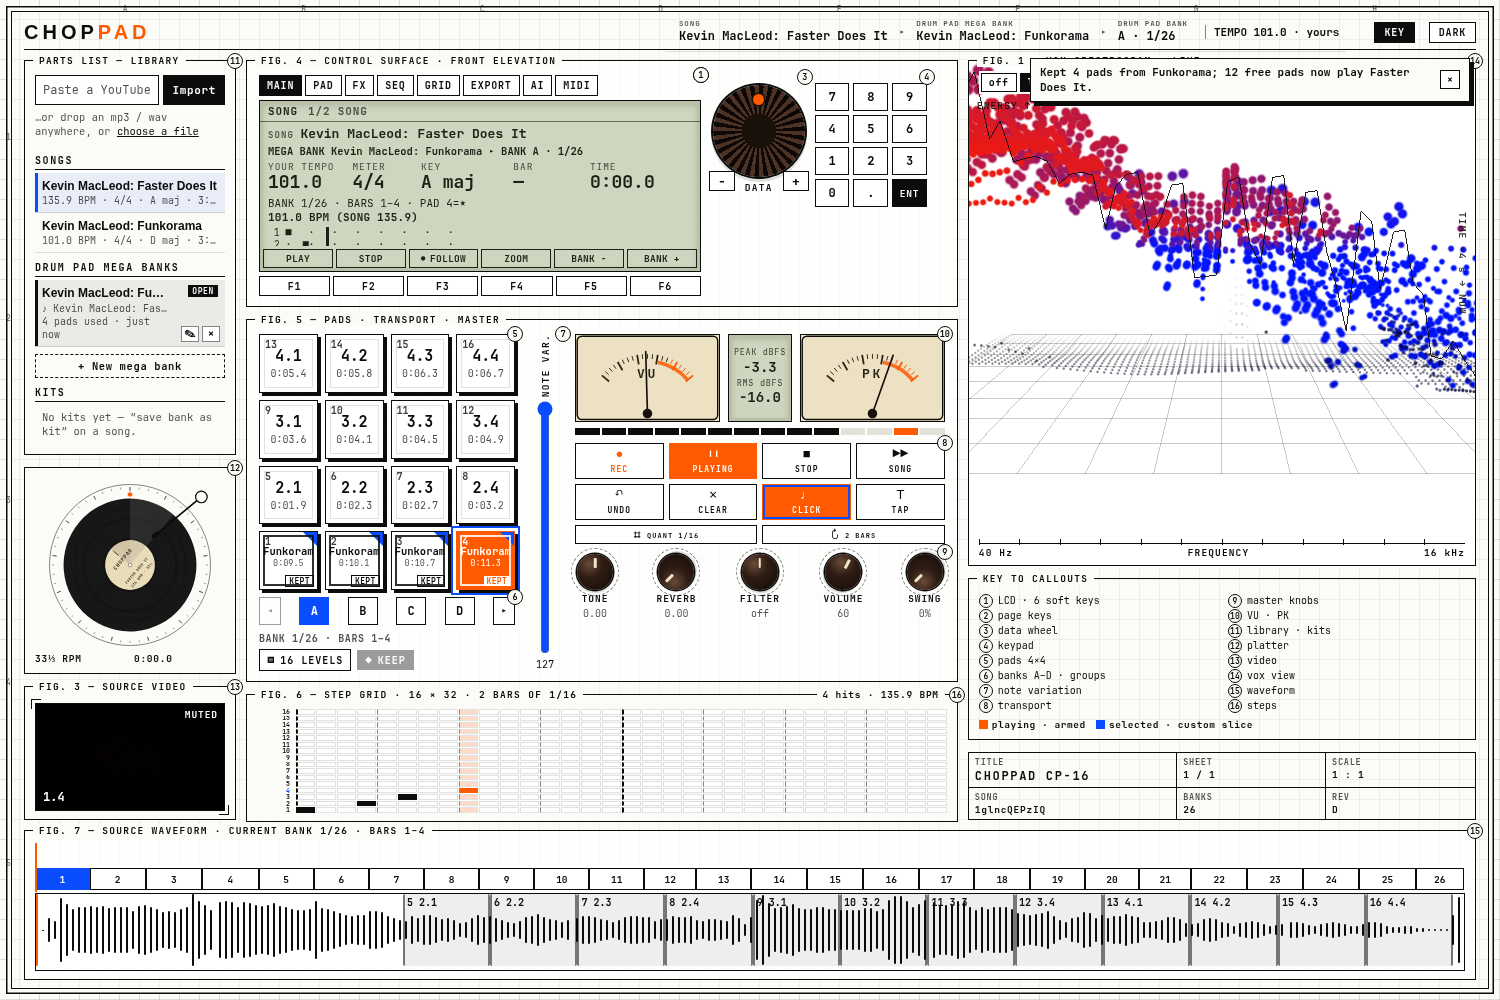 CHOPPAD
SONG
Kevin MacLeod: Faster Does It
DRUM PAD MEGA BANK
Kevin MacLeod: Funkorama
DRUM PAD BANK
A · 1/26
TEMPO 101.0 · yours
KEY
DARK
PARTS LIST — LIBRARY
11
Paste a YouTube
Import
…or drop an mp3 / wav
anywhere, or choose a file
SONGS
Kevin MacLeod: Faster Does It
135.9 BPM · 4/4 · A maj · 3:…
Kevin MacLeod: Funkorama
101.0 BPM · 4/4 · D maj · 3:…
DRUM PAD MEGA BANKS
Kevin MacLeod: Fu…
OPEN
♪ Kevin MacLeod: Fas…
4 pads used · just
now
+ New mega bank
KITS
No kits yet — “save bank as
kit” on a song.
12
33⅓ RPM
0:00.0
FIG. 3 — SOURCE VIDEO
13
MUTED
1.4
FIG. 4 — CONTROL SURFACE · FRONT ELEVATION
MAIN
PAD
FX
SEQ
GRID
EXPORT
AI
MIDI
1
SONG 1/2 SONG
SONG Kevin MacLeod: Faster Does It
MEGA BANK Kevin MacLeod: Funkorama ▸ BANK A · 1/26
YOUR TEMPO METER KEY BAR TIME
101.0 4/4 A maj — 0:00.0
BANK 1/26 · BARS 1–4 · PAD 4=★
101.0 BPM (SONG 135.9)
PLAY
STOP
● FOLLOW
ZOOM
BANK -
BANK +
F1
F2
F3
F4
F5
F6
3
-
DATA
+
4
7 8 9
4 5 6
1 2 3
0 . ENT
FIG. 5 — PADS · TRANSPORT · MASTER
13 4.1 0:05.4
14 4.2 0:05.8
15 4.3 0:06.3
16 4.4 0:06.7
5
9 3.1 0:03.6
10 3.2 0:04.1
11 3.3 0:04.5
12 3.4 0:04.9
5 2.1 0:01.9
6 2.2 0:02.3
7 2.3 0:02.7
8 2.4 0:03.2
1 Funkoram 0:09.5 KEPT
2 Funkoram 0:10.1 KEPT
3 Funkoram 0:10.7 KEPT
4 Funkoram 0:11.3 KEPT
6
A
B
C
D
BANK 1/26 · BARS 1–4
16 LEVELS
KEEP
NOTE VAR.
7
127
VU
PEAK dBFS
-3.3
RMS dBFS
-16.0
PK
10
8
REC
PLAYING
STOP
SONG
UNDO
CLEAR
CLICK
TAP
QUANT 1/16
2 BARS
9
TONE
0.00
REVERB
0.00
FILTER
off
VOLUME
60
SWING
0%
FIG. 6 — STEP GRID · 16 × 32 · 2 BARS OF 1/16
4 hits · 135.9 BPM
16
FIG. 1
14
Kept 4 pads from Funkorama; 12 free pads now play Faster
Does It.
×
off
40 Hz
FREQUENCY
16 kHz
KEY TO CALLOUTS
1 LCD · 6 soft keys
2 page keys
3 data wheel
4 keypad
5 pads 4×4
6 banks A–D · groups
7 note variation
8 transport
9 master knobs
10 VU · PK
11 library · kits
12 platter
13 video
14 vox view
15 waveform
16 steps
playing · armed
selected · custom slice
TITLE
CHOPPAD CP-16
SHEET
1 / 1
SCALE
1 : 1
SONG
1glncQEPzIQ
BANKS
26
REV
D
FIG. 7 — SOURCE WAVEFORM · CURRENT BANK 1/26 · BARS 1–4
15
1 2 3 4 5 6 7 8 9 10 11 12 13 14 15 16 17 18 19 20 21 22 23 24 25 26
5 2.1
6 2.2
7 2.3
8 2.4
9 3.1
10 3.2
11 3.3
12 3.4
13 4.1
14 4.2
15 4.3
16 4.4